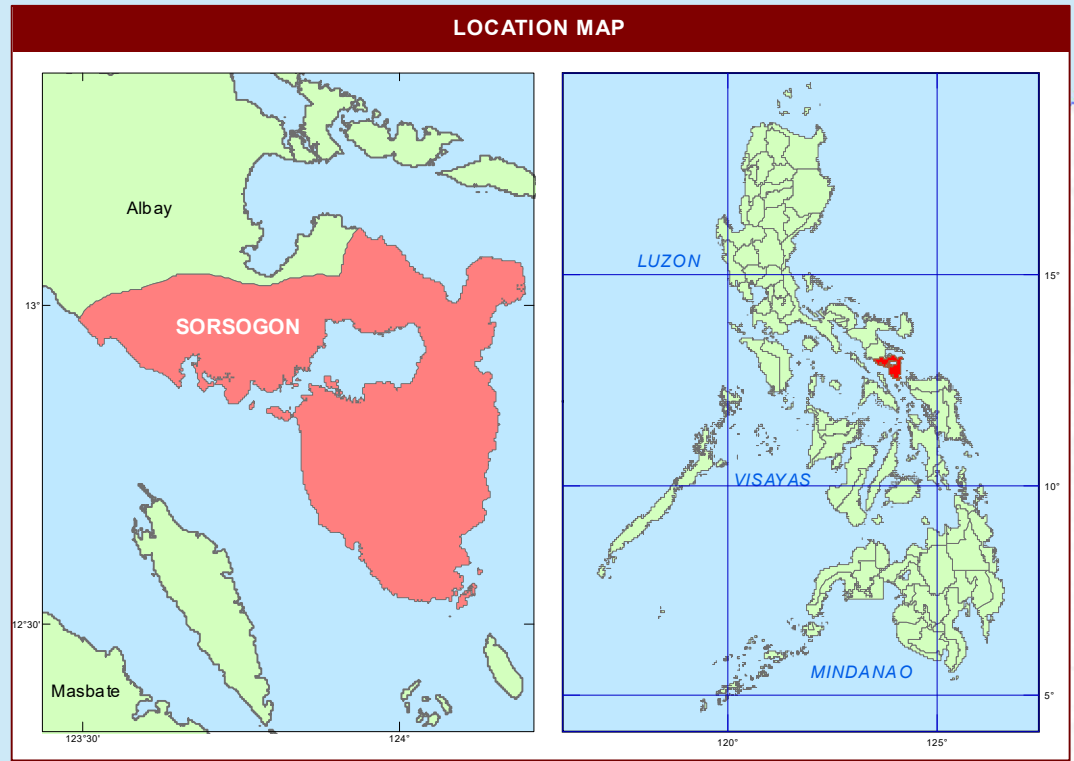 LOCATION MAP
Albay
13°
SORSOGON
12°30'
Masbate
123°30'
124°
LUZON
15°
VISAYAS
10°
MINDANAO
5°
120°
125°